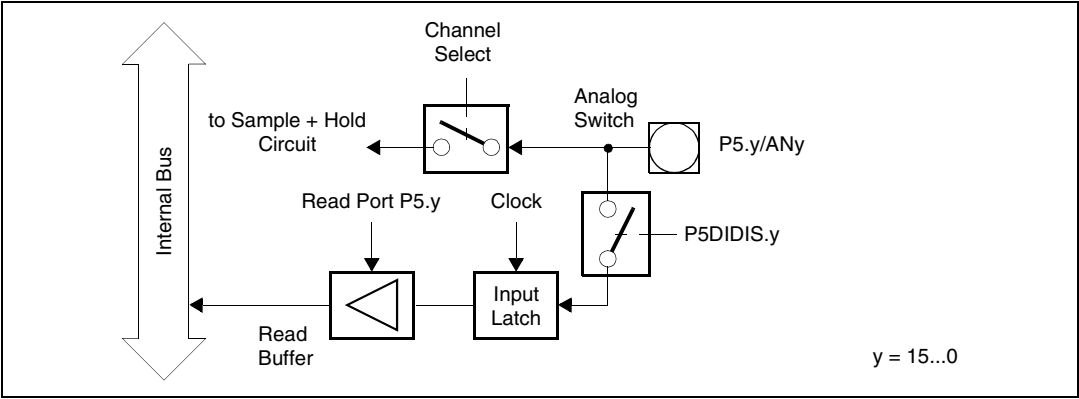 Channel
Select
Analog
Switch
to Sample + Hold
Circuit
P5.y/ANy
Internal Bus
Read Port P5.y
Clock
P5DIDIS.y
Input
Latch
Read
Buffer
y = 15...0